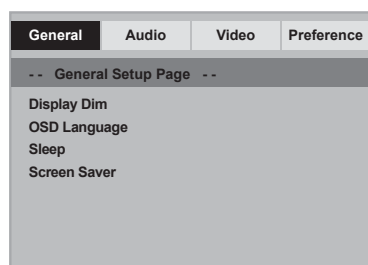 General Audio Video Preference
-- General Setup Page --
Display Dim
OSD Language
Sleep
Screen Saver